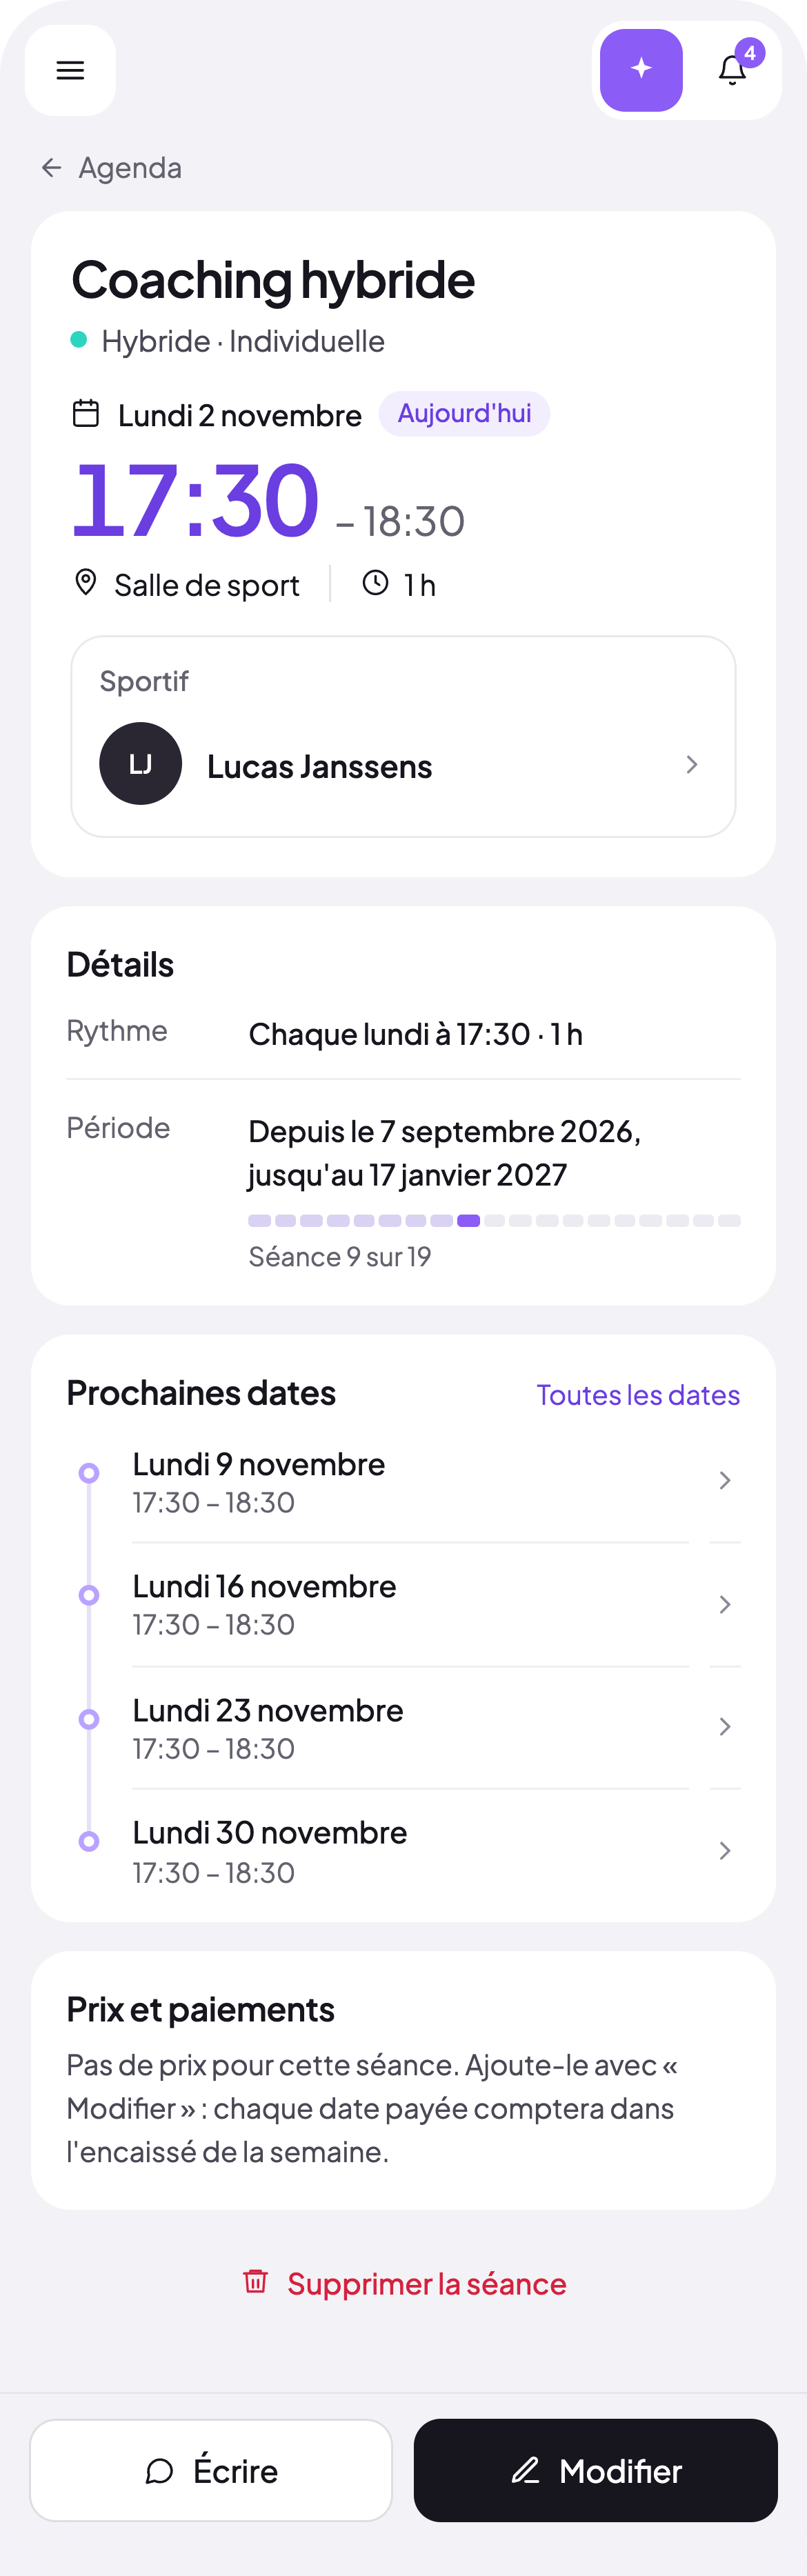 4
Agenda
Coaching hybride
Hybride · Individuelle
Lundi 2 novembre Aujourd'hui
17:30 – 18:30
Salle de sport 1 h
Sportif
LJ Lucas Janssens
Détails
Rythme Chaque lundi à 17:30 · 1 h
Période Depuis le 7 septembre 2026,
jusqu'au 17 janvier 2027
Séance 9 sur 19
Prochaines dates Toutes les dates
Lundi 9 novembre
17:30 – 18:30
Lundi 16 novembre
17:30 – 18:30
Lundi 23 novembre
17:30 – 18:30
Lundi 30 novembre
17:30 – 18:30
Prix et paiements
Pas de prix pour cette séance. Ajoute-le avec «
Modifier » : chaque date payée comptera dans
l'encaissé de la semaine.
Supprimer la séance
Écrire Modifier